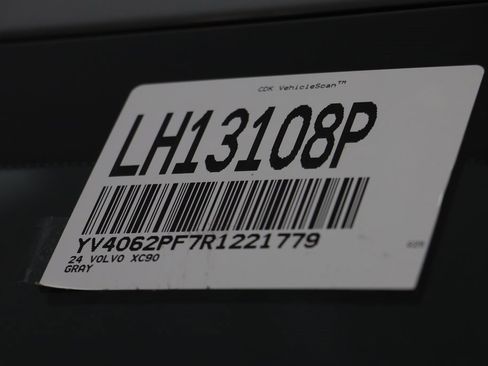 CDK VehicleScan™
LH13108P
YV4062PF7R1221779
24 VOLVO XC90
GRAY